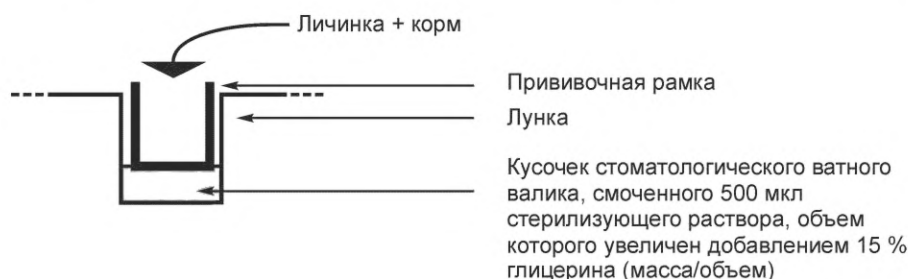 Личинка + корм
Прививочная рамка
Лунка
Кусочек стоматологического ватного
валика, смоченного 500 мкл
стерилизующего раствора, объем
которого увеличен добавлением 15 %
глицерина (масса/объем)